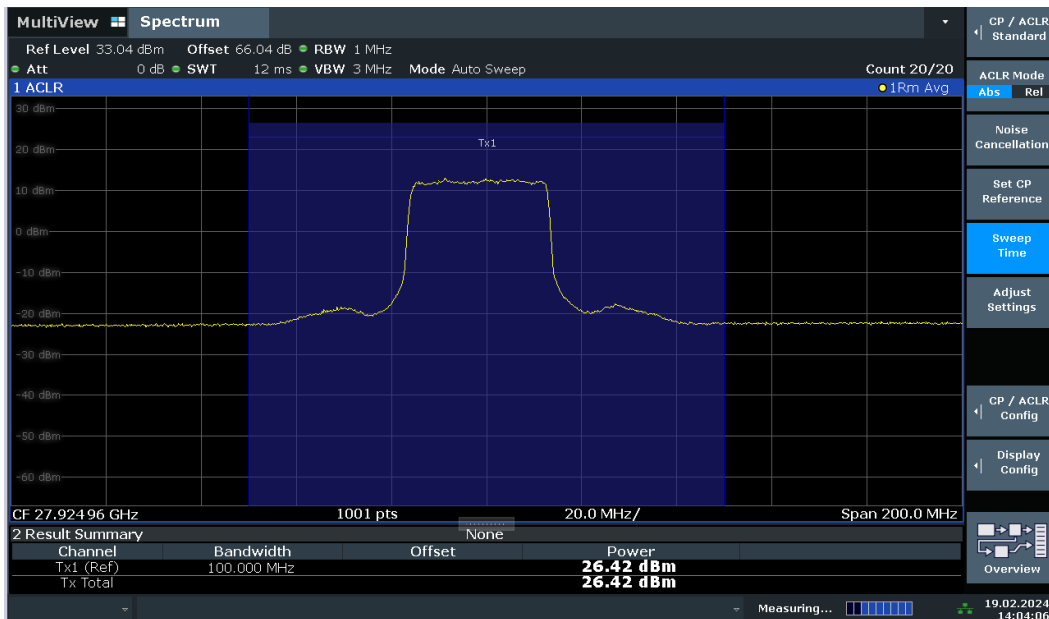 MultiView Spectrum
Ref Level 33.04 dBm Offset 66.04 dB RBW 1 MHz
Att 0 dB SWT 12 ms VBW 3 MHz Mode Auto Sweep Count 20/20
1 ACLR 1Rm Avg
30 dBm
Tx1
20 dBm
10 dBm
0 dBm
-10 dBm
-20 dBm
-30 dBm
-40 dBm
-50 dBm
-60 dBm
CF 27.92496 GHz 1001 pts 20.0 MHz/ Span 200.0 MHz
2 Result Summary None
Channel Bandwidth Offset Power
Tx1 (Ref) 100.000 MHz 26.42 dBm
Tx Total 26.42 dBm
Measuring... 19.02.2024
14:04:06
CP / ACLR
Standard
ACLR Mode
Abs Rel
Noise
Cancellation
Set CP
Reference
Sweep
Time
Adjust
Settings
CP / ACLR
Config
Display
Config
Overview